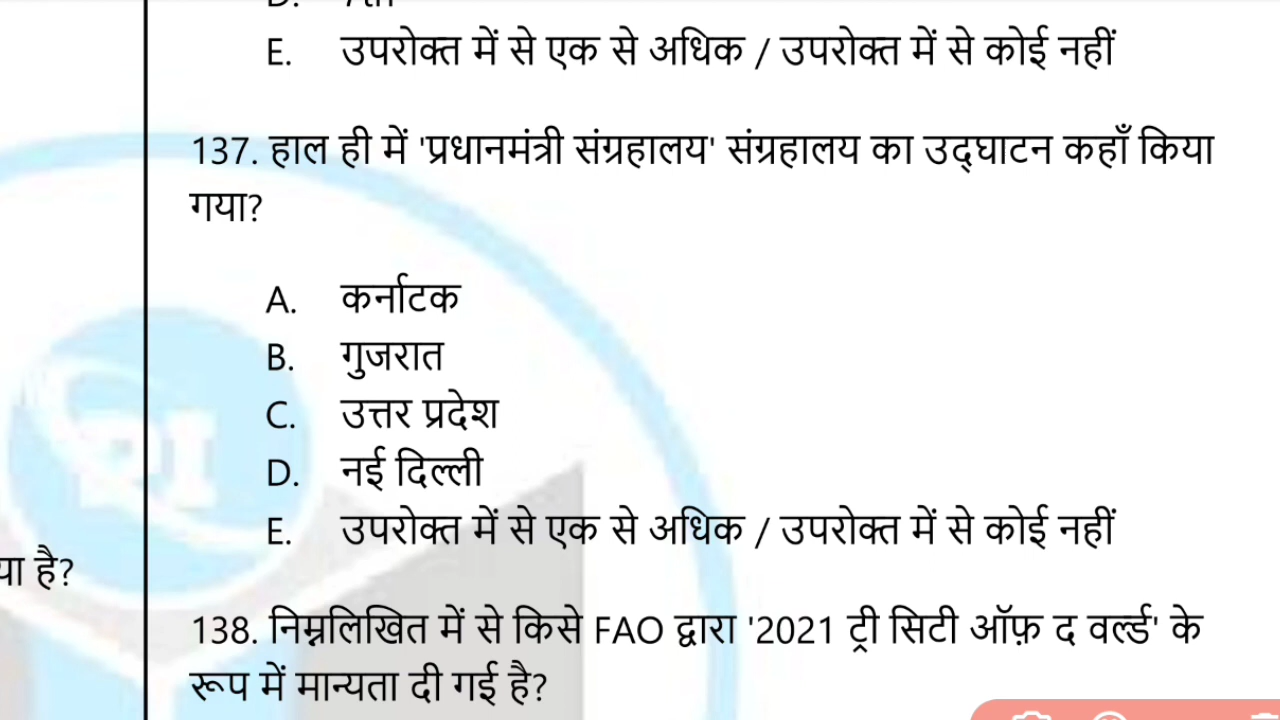 E. उपरोक्त में से एक से अधिक / उपरोक्त में से कोई नहीं
137. हाल ही में 'प्रधानमंत्री संग्रहालय' संग्रहालय का उद्घाटन कहाँ किया
गया?
A. कर्नाटक
B. गुजरात
C. उत्तर प्रदेश
D. नई दिल्ली
E. उपरोक्त में से एक से अधिक / उपरोक्त में से कोई नहीं
है?
138. निम्नलिखित में से किसे FAO द्वारा '2021 ट्री सिटी ऑफ़ द वर्ल्ड' के
रूप में मान्यता दी गई है?